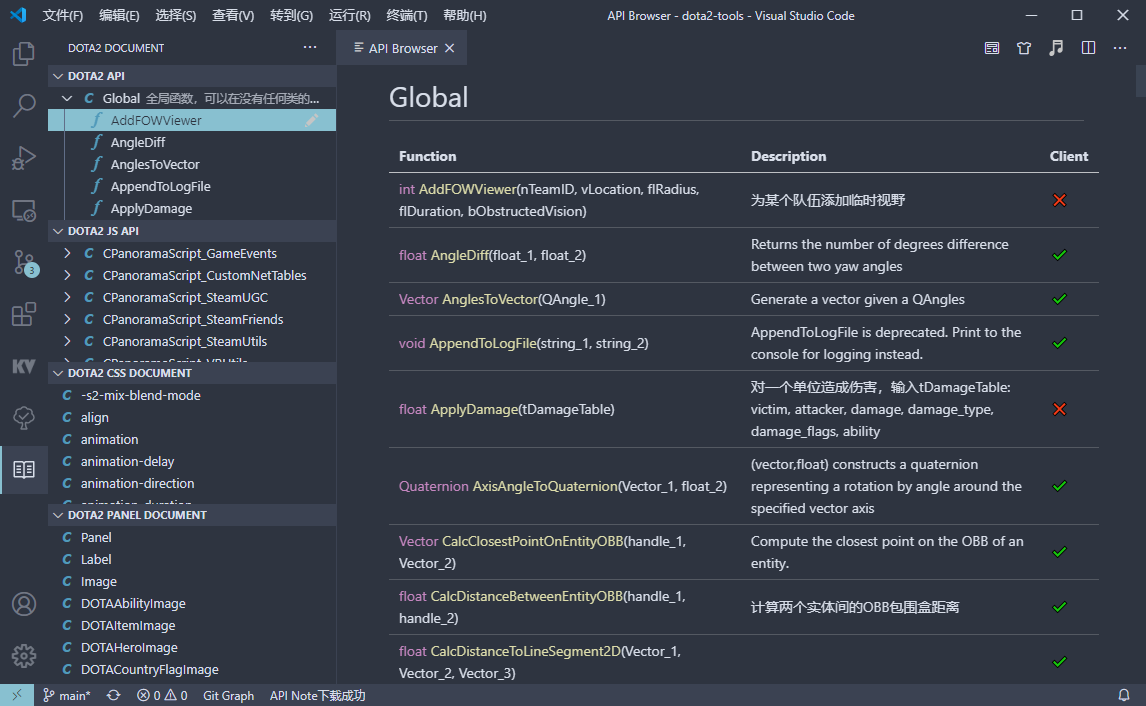 文件(F) 编辑(E) 选择(S) 查看(V) 转到(G) 运行(R) 终端(T) 帮助(H) API Browser - dota2-tools - Visual Studio Code
DOTA2 DOCUMENT
DOTA2 API
Global 全局函数，可以在没有任何类的...
AddFOWViewer
AngleDiff
AnglesToVector
AppendToLogFile
ApplyDamage
DOTA2 JS API
CPanoramaScript_GameEvents
CPanoramaScript_CustomNetTables
CPanoramaScript_SteamUGC
CPanoramaScript_SteamFriends
CPanoramaScript_SteamUtils
CPanoramaScript_VRUtils
DOTA2 CSS DOCUMENT
-s2-mix-blend-mode
align
animation
animation-delay
animation-direction
animation-duration
DOTA2 PANEL DOCUMENT
Panel
Label
Image
DOTAAbilityImage
DOTAItemImage
DOTAHeroImage
DOTACountryFlagImage
3
KV
API Browser
Global
Function Description Client
int AddFOWViewer(nTeamID, vLocation, flRadius,
flDuration, bObstructedVision)
为某个队伍添加临时视野
float AngleDiff(float_1, float_2)
Returns the number of degrees difference
between two yaw angles
Vector AnglesToVector(QAngle_1)
Generate a vector given a QAngles
void AppendToLogFile(string_1, string_2)
AppendToLogFile is deprecated. Print to the
console for logging instead.
float ApplyDamage(tDamageTable)
对一个单位造成伤害，输入tDamageTable:
victim, attacker, damage, damage_type,
damage_flags, ability
Quaternion AxisAngleToQuaternion(Vector_1, float_2)
(vector,float) constructs a quaternion
representing a rotation by angle around the
specified vector axis
Vector CalcClosestPointOnEntityOBB(handle_1,
Vector_2)
Compute the closest point on the OBB of an
entity.
float CalcDistanceBetweenEntityOBB(handle_1,
handle_2)
计算两个实体间的OBB包围盒距离
float CalcDistanceToLineSegment2D(Vector_1,
Vector_2, Vector_3)
main* 0 0 Git Graph API Note下载成功